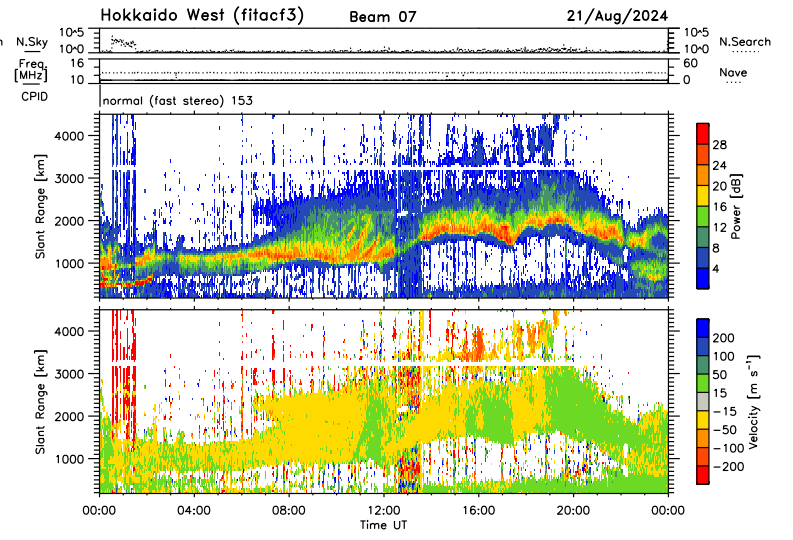 Hokkaido West (fitacf3) Beam 07 21/Aug/2024
n N.Sky 10^5 10^5 N.Search
10^0 10^0
Freq. [MHz] 16 60 Nave
10 0
CPID normal (fast stereo) 153
Slant Range [km]
4000
3000
2000
1000
28
24
20
16
12
8
4
Power [dB]
Slant Range [km]
4000
3000
2000
1000
200
100
50
15
-15
-50
-100
-200
Velocity [m s^-1]
00:00 04:00 08:00 12:00 16:00 20:00 00:00
Time UT